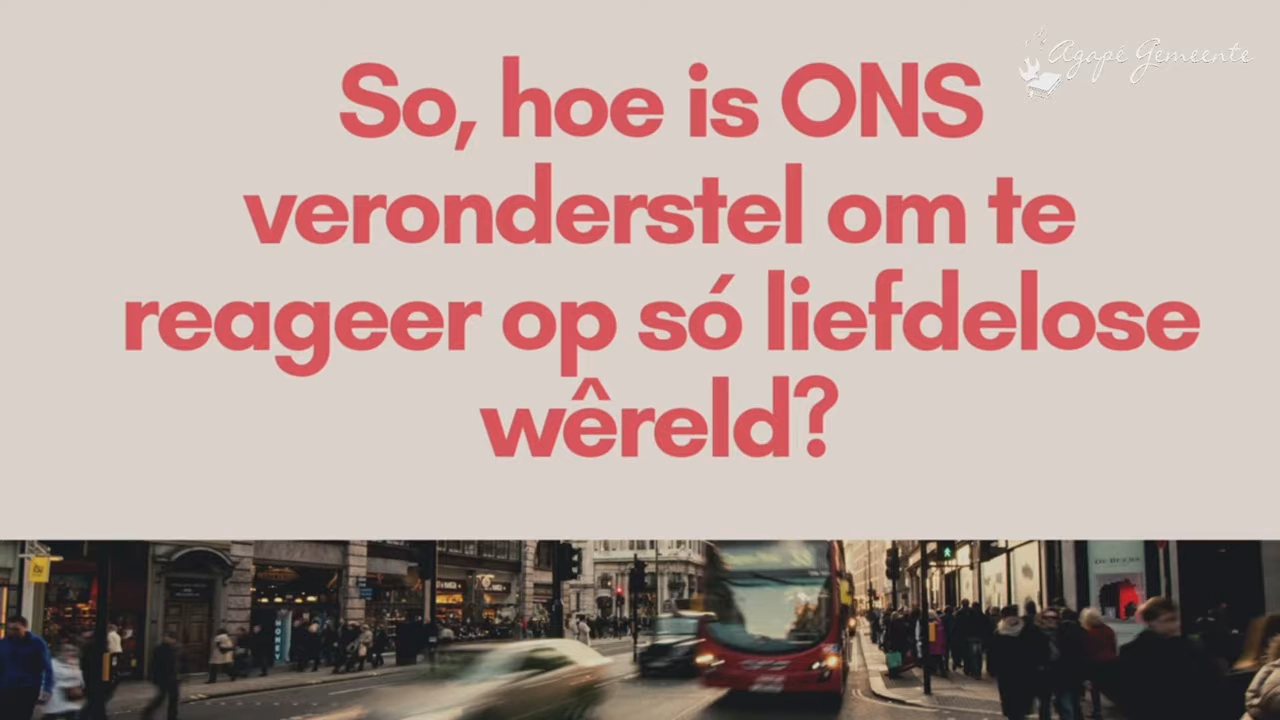 Agapé Gemeente
So, hoe is ONS
veronderstel om te
reageer op só liefdelose
wêreld?